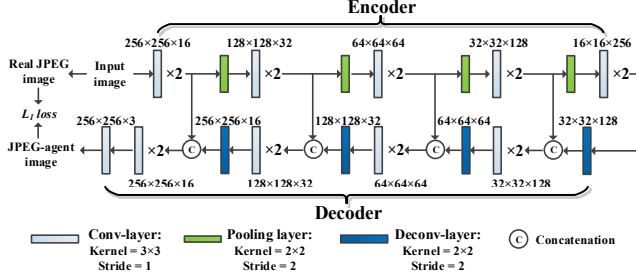 Encoder
256×256×16
128×128×32
64×64×64
32×32×128
16×16×256
Real JPEG
image
Input
image
×2
×2
×2
×2
×2
L1 loss
256×256×3
256×256×16
128×128×32
64×64×64
32×32×128
JPEG-agent
image
×2
C
×2
C
×2
C
×2
C
256×256×16
128×128×32
64×64×64
32×32×128
Decoder
Conv-layer:
Kernel = 3×3
Stride = 1
Pooling layer:
Kernel = 2×2
Stride = 2
Deconv-layer:
Kernel = 2×2
Stride = 2
C
Concatenation